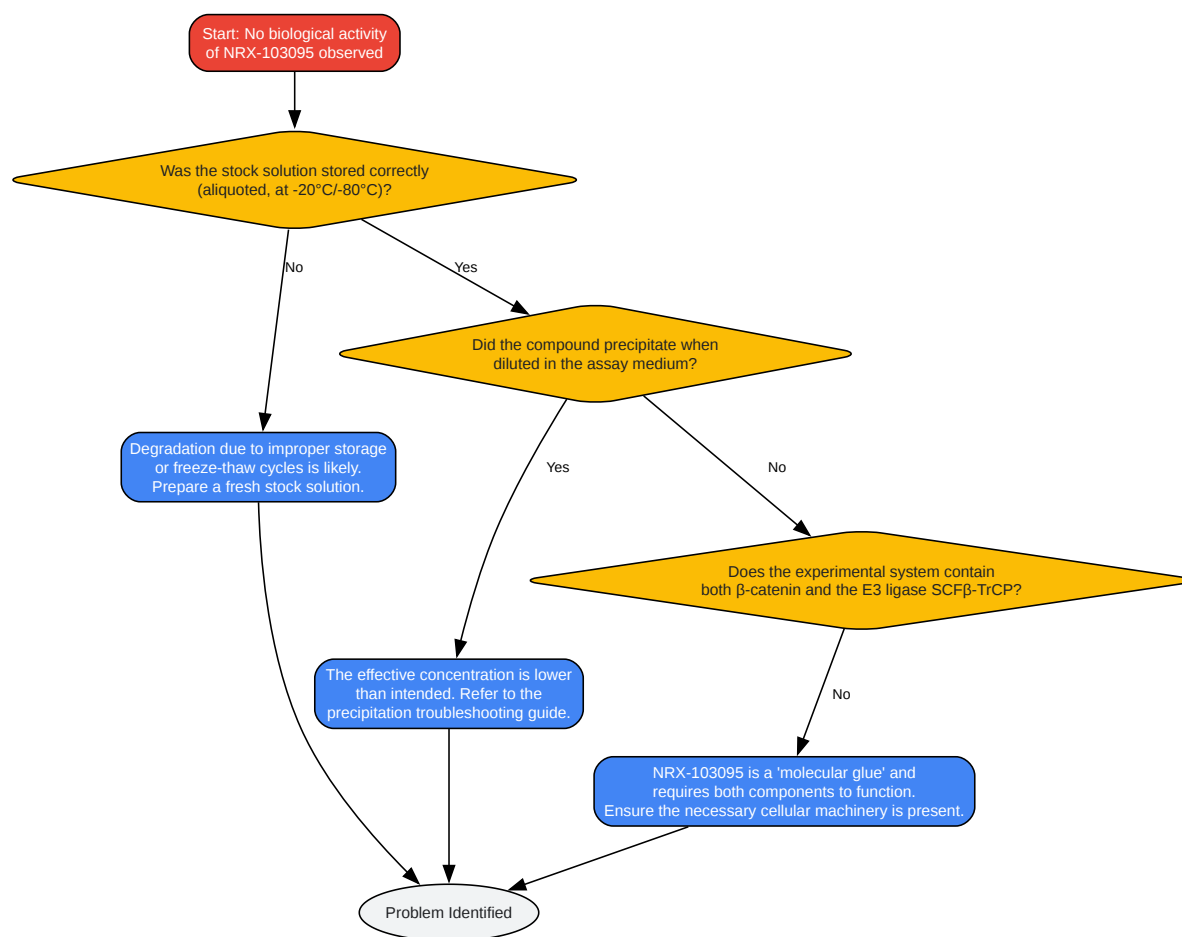 Start: No biological activity
of NRX-103095 observed
Was the stock solution stored correctly
(aliquoted, at -20°C/-80°C)?
No
Yes
Did the compound precipitate when
diluted in the assay medium?
Degradation due to improper storage
or freeze-thaw cycles is likely.
Prepare a fresh stock solution.
Yes
No
Does the experimental system contain
both β-catenin and the E3 ligase SCFβ-TrCP?
The effective concentration is lower
than intended. Refer to the
precipitation troubleshooting guide.
No
NRX-103095 is a 'molecular glue' and
requires both components to function.
Ensure the necessary cellular machinery is present.
Problem Identified